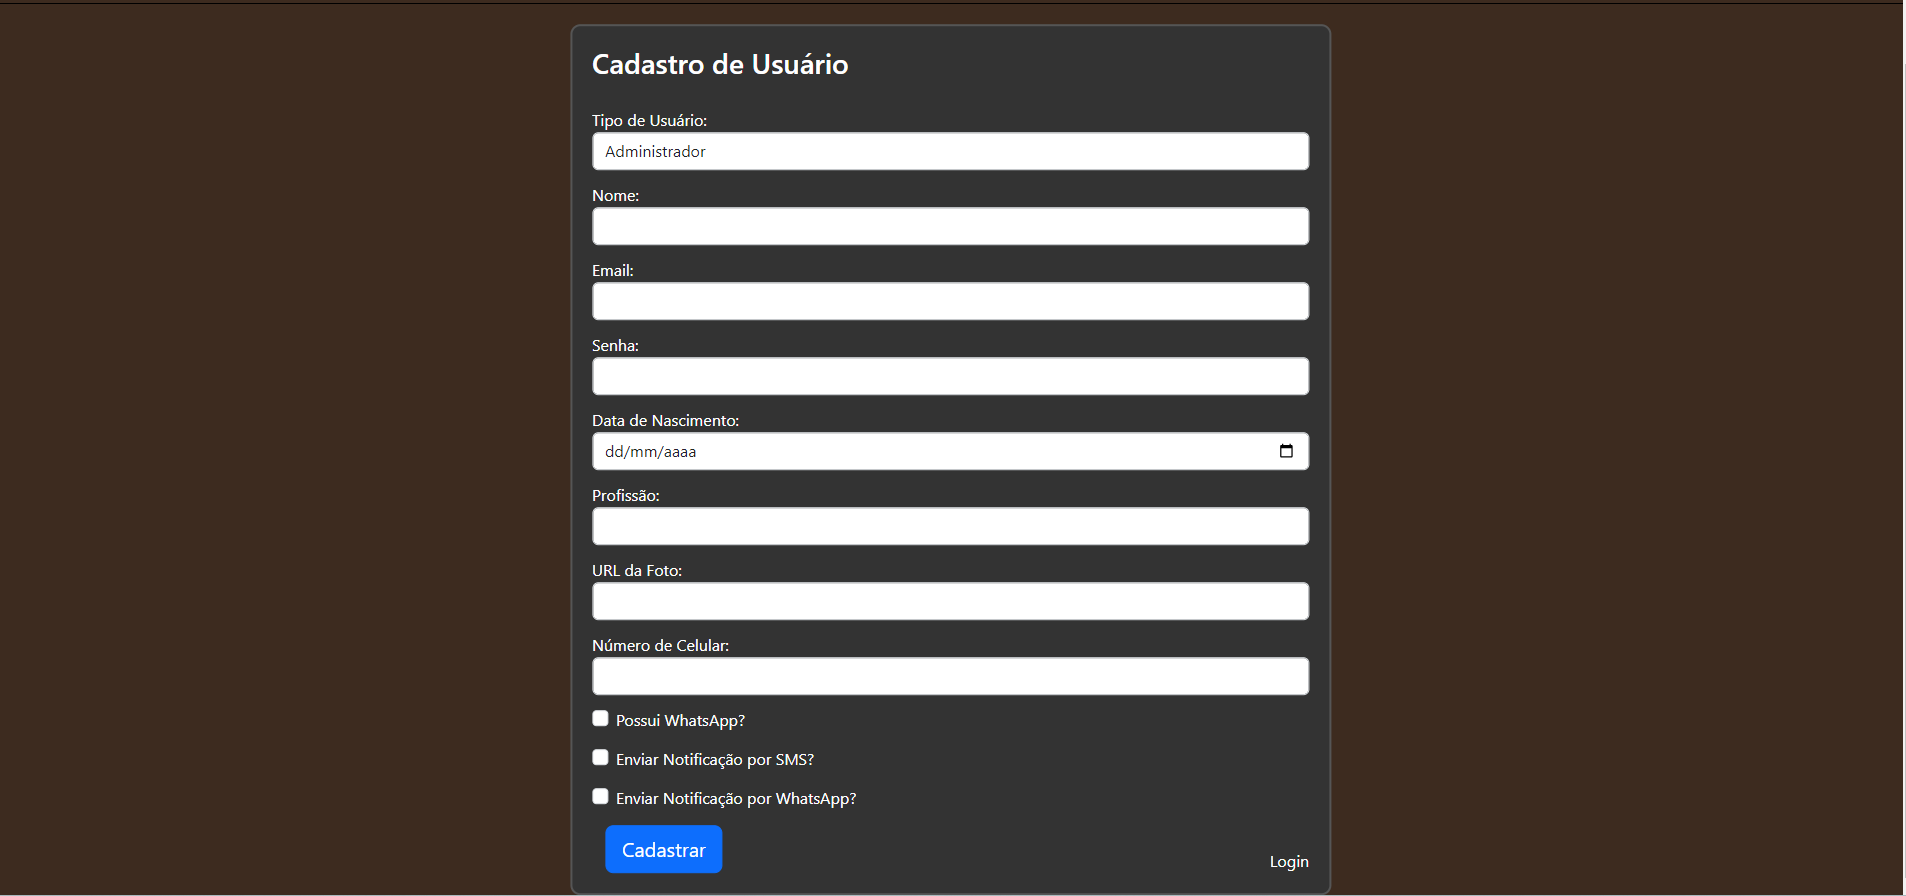 Cadastro de Usuário
Tipo de Usuário:
Administrador
Nome:
Email:
Senha:
Data de Nascimento:
dd/mm/aaaa
Profissão:
URL da Foto:
Número de Celular:
Possui WhatsApp?
Enviar Notificação por SMS?
Enviar Notificação por WhatsApp?
Cadastrar
Login